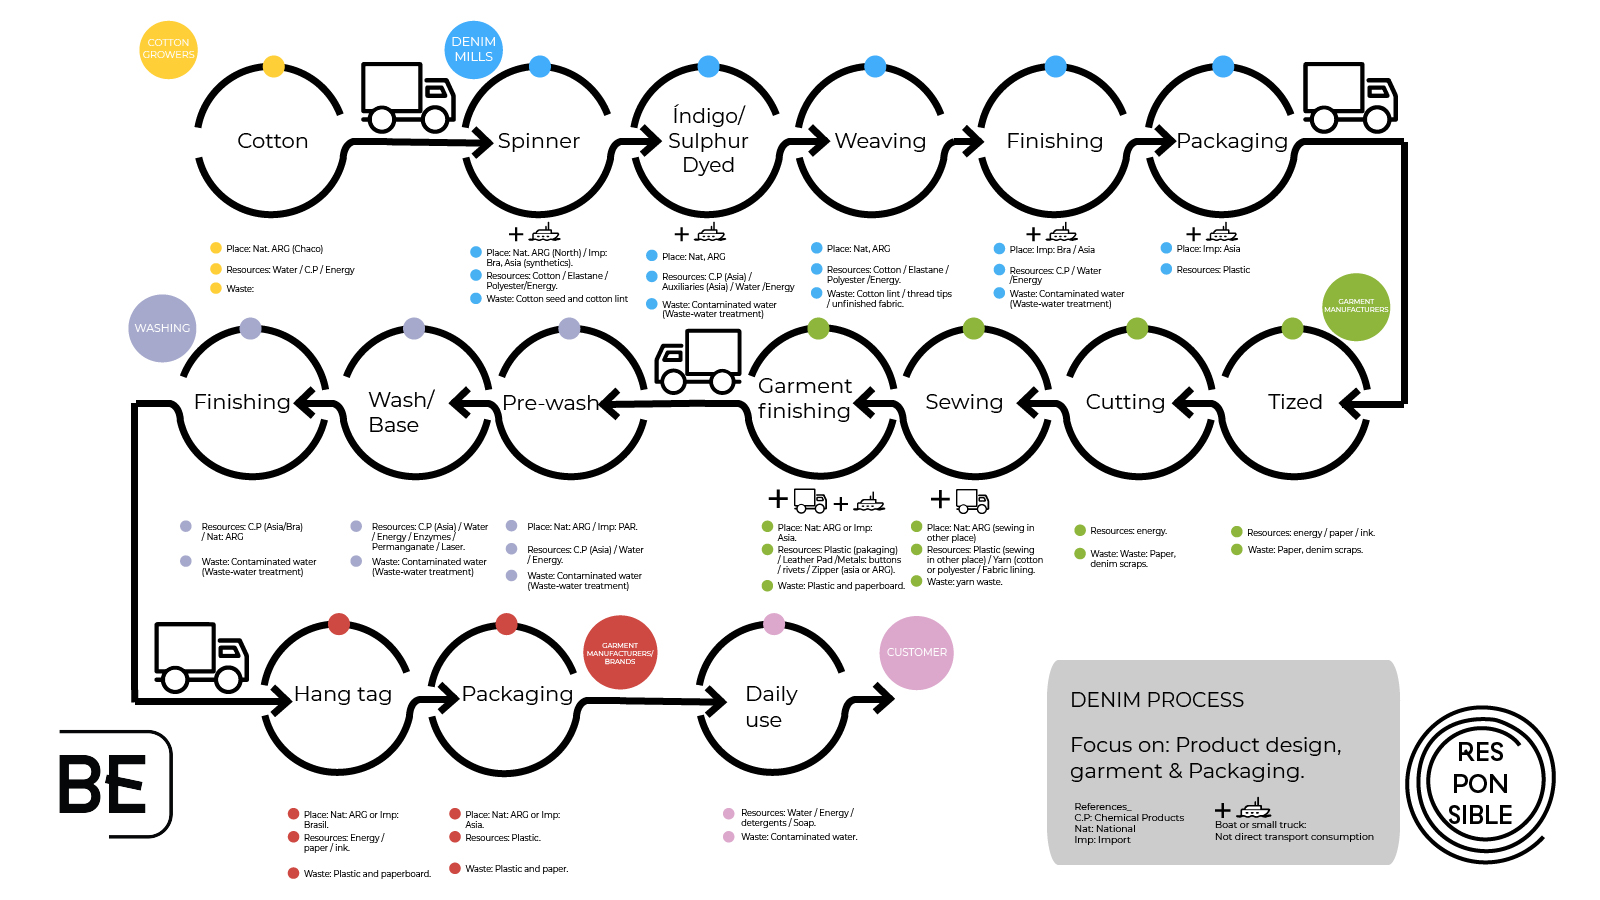 COTTON
GROWERS
DENIM
MILLS
Cotton
Spinner
Índigo/
Sulphur
Dyed
Weaving
Finishing
Packaging
Place: Nat. ARG (Chaco)
Resources: Water / C.P / Energy
Waste:
+
Place: Nat. ARG (North) / Imp:
Bra, Asia (synthetics).
Resources: Cotton / Elastane /
Polyester/Energy.
Waste: Cotton seed and cotton lint
+
Place: Nat, ARG
Resources: C.P (Asia) /
Auxiliaries (Asia) / Water /Energy
Waste: Contaminated water
(Waste-water treatment)
Place: Nat, ARG
Resources: Cotton / Elastane /
Polyester /Energy.
Waste: Cotton lint / thread tips
/ unfinished fabric.
+
Place: Imp: Bra / Asia
Resources: C.P / Water
/Energy
Waste: Contaminated water
(Waste-water treatment)
+
Place: Imp: Asia
Resources: Plastic
GARMENT
MANUFACTURERS
WASHING
Finishing
Wash/
Base
Pre-wash
Garment
finishing
Sewing
Cutting
Tized
Resources: C.P (Asia/Bra)
/ Nat: ARG
Waste: Contaminated water
(Waste-water treatment)
Resources: C.P (Asia) / Water
/ Energy / Enzymes /
Permanganate / Laser.
Waste: Contaminated water
(Waste-water treatment)
Place: Nat: ARG / Imp: PAR.
Resources: C.P (Asia) / Water
/ Energy.
Waste: Contaminated water
(Waste-water treatment)
+ +
Place: Nat: ARG or Imp:
Asia.
Resources: Plastic (pakaging)
/ Leather Pad /Metals: buttons
/ rivets / Zipper (asia or ARG).
Waste: Plastic and paperboard.
+
Place: Nat: ARG (sewing in
other place)
Resources: Plastic (sewing
in other place) / Yarn (cotton
or polyester / Fabric lining.
Waste: yarn waste.
Resources: energy.
Waste: Waste: Paper,
denim scraps.
Resources: energy / paper / ink.
Waste: Paper, denim scraps.
Hang tag
Packaging
GARMENT
MANUFACTURERS/
BRANDS
Daily
use
CUSTOMER
Place: Nat: ARG or Imp:
Brasil.
Resources: Energy /
paper / ink.
Waste: Plastic and paperboard.
Place: Nat: ARG or Imp:
Asia.
Resources: Plastic.
Waste: Plastic and paper.
Resources: Water / Energy /
detergents / Soap.
Waste: Contaminated water.
DENIM PROCESS
Focus on: Product design,
garment & Packaging.
References_
C.P: Chemical Products
Nat: National
Imp: Import
+
Boat or small truck:
Not direct transport consumption
BE
RES
PON
SIBLE